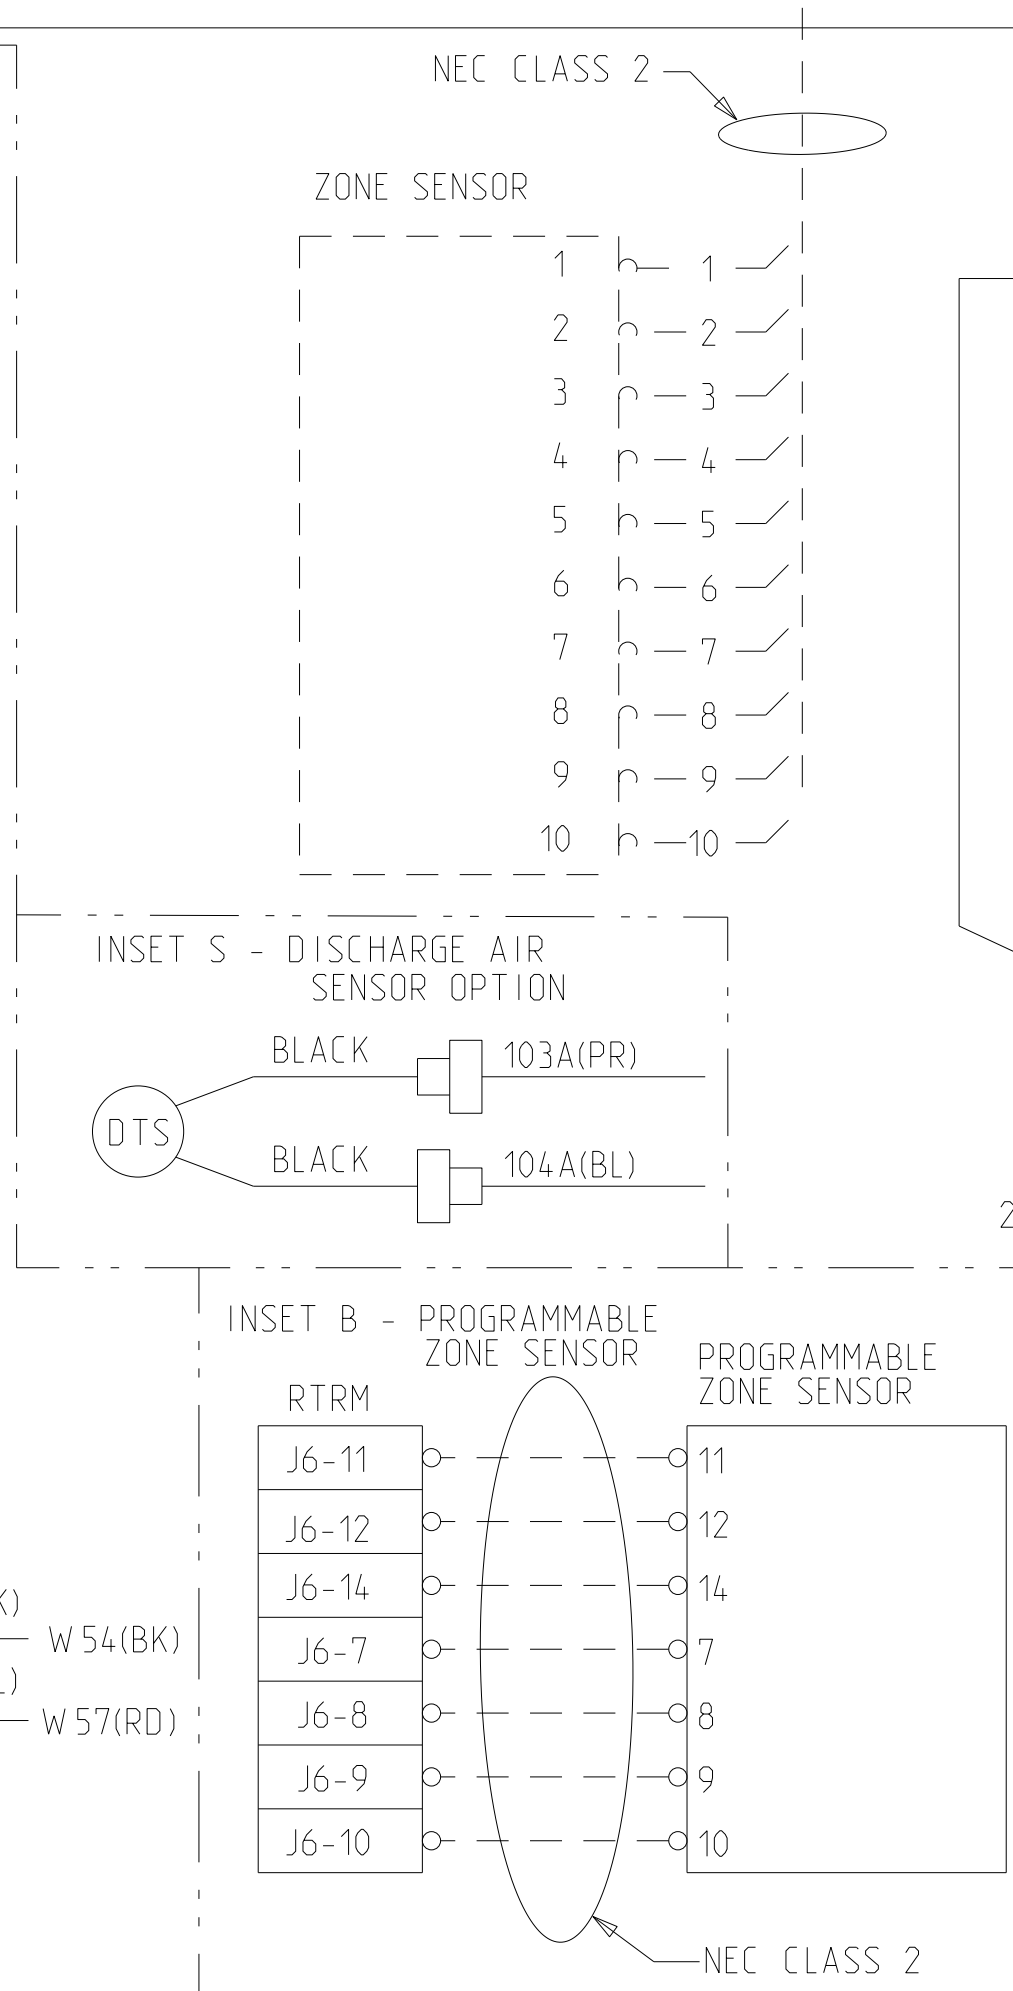 NEC CLASS 2
ZONE SENSOR
1 1
2 2
3 3
4 4
5 5
6 6
7 7
8 8
9 9
10 10
INSET S - DISCHARGE AIR
SENSOR OPTION
BLACK 103A(PR)
DTS
BLACK 104A(BL)
2
INSET B - PROGRAMMABLE
ZONE SENSOR
PROGRAMMABLE
ZONE SENSOR
RTRM
J6-11 11
J6-12 12
J6-14 14
J6-7 7
J6-8 8
J6-9 9
J6-10 10
K)
W54(BK)
L)
W57(RD)
NEC CLASS 2